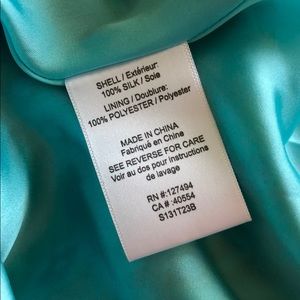 SHELL / Extérieur:
100% SILK / Soie
LINING / Doublure:
100% POLYESTER / Polyester
MADE IN CHINA
Fabriqué en Chine
SEE REVERSE FOR CARE
Voir au dos pour instructions
de lavage
RN #: 127494
CA #: 40554
S131T23B